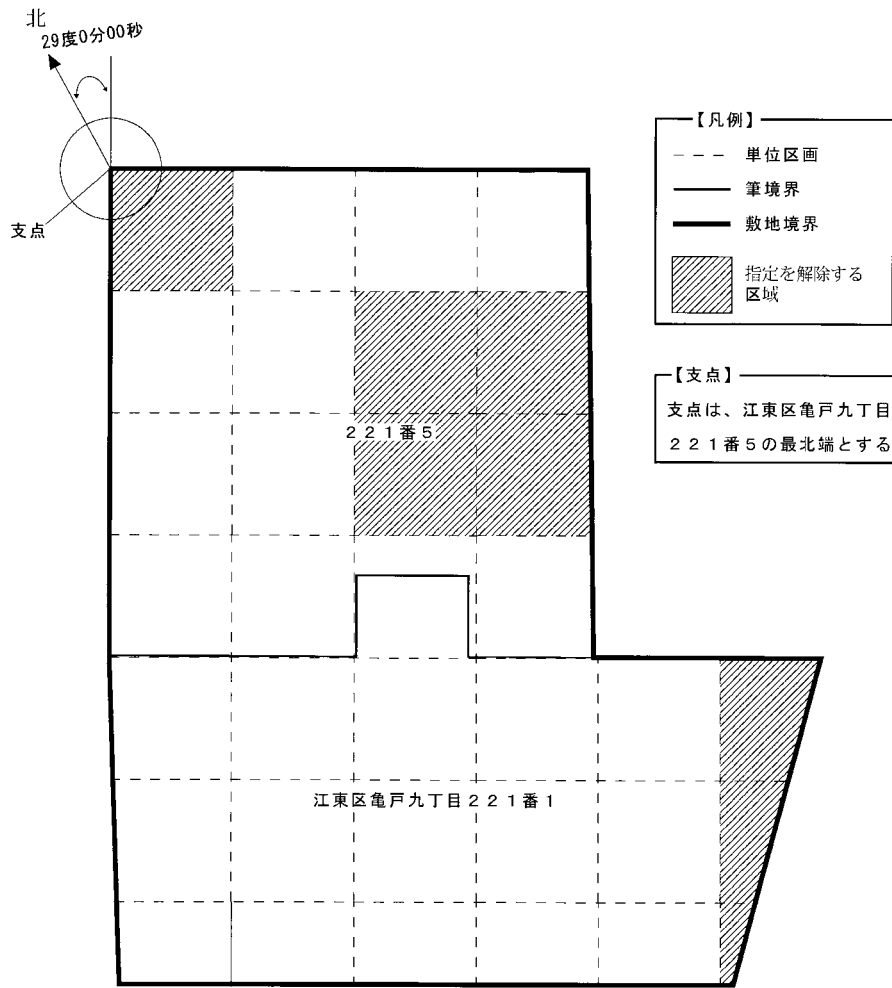 北
29度0分00秒
支点
【凡例】
単位区画
筆境界
敷地境界
指定を解除する
区域
【支点】
支点は、江東区亀戸九丁目
221番5の最北端とする
221番5
江東区亀戸九丁目221番1